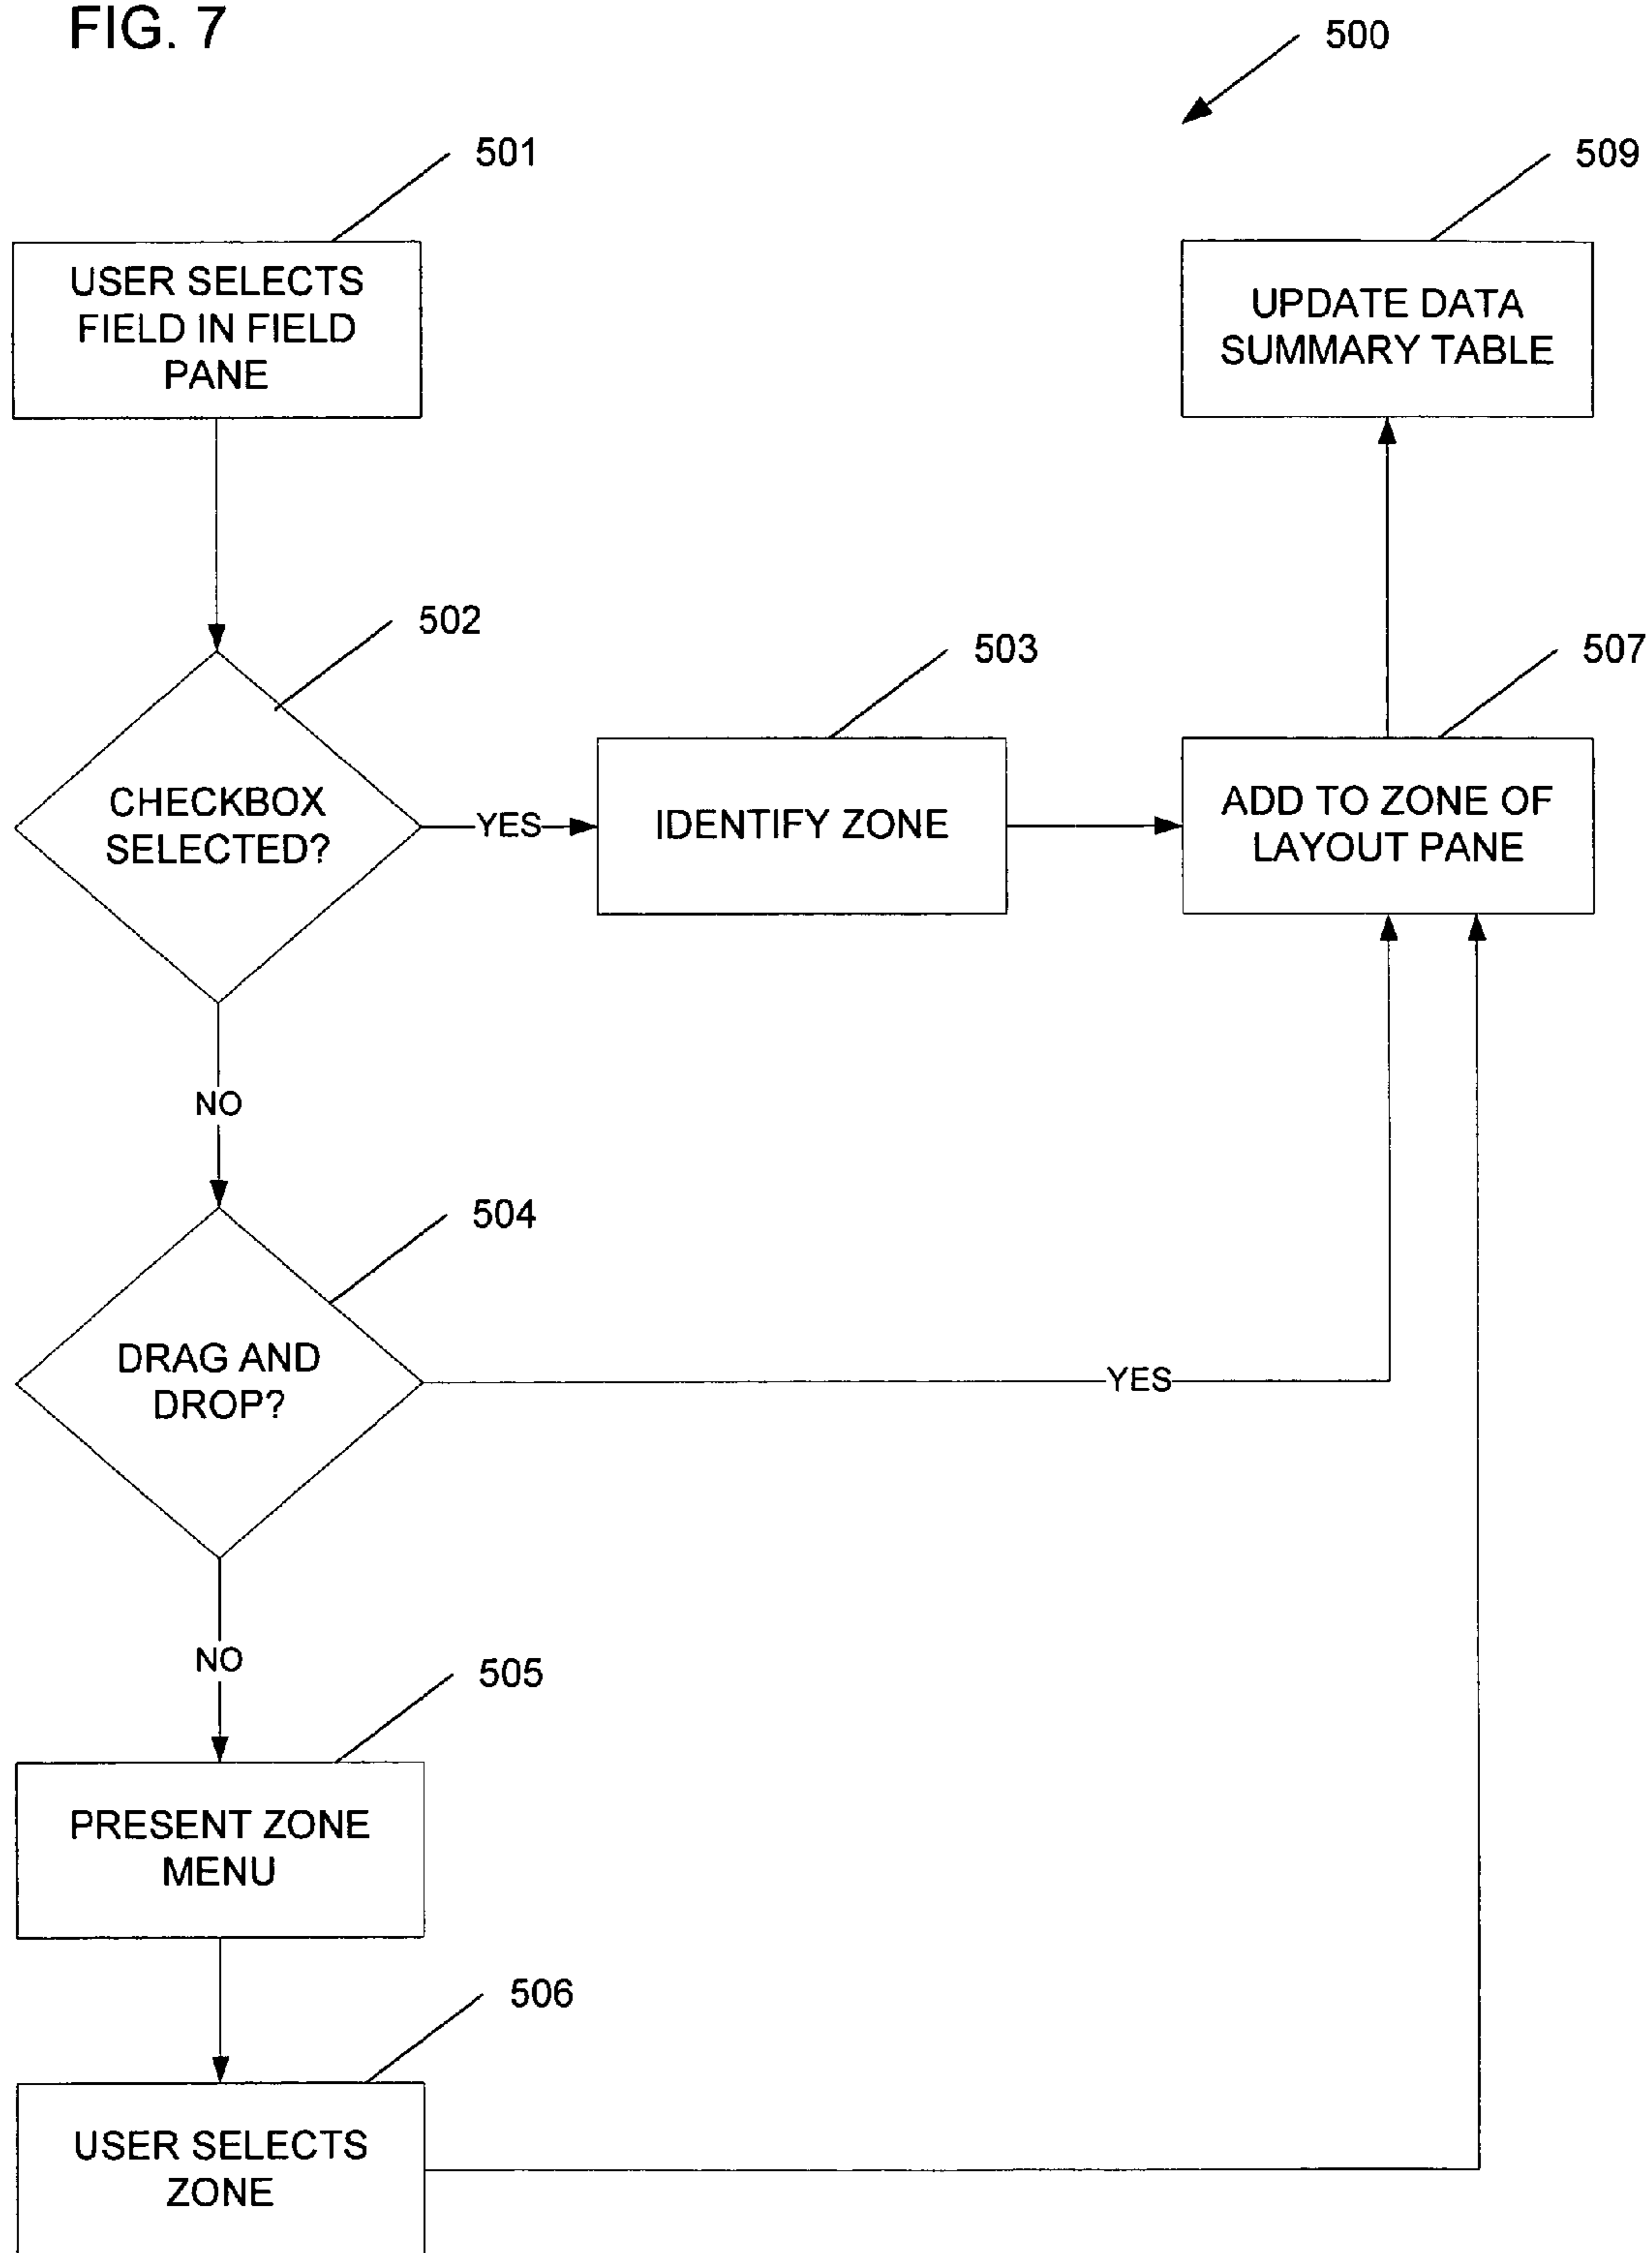 FIG. 7
500
501
509
USER SELECTS
FIELD IN FIELD
PANE
UPDATE DATA
SUMMARY TABLE
502
503
507
CHECKBOX
SELECTED?
YES
IDENTIFY ZONE
ADD TO ZONE OF
LAYOUT PANE
NO
504
DRAG AND
DROP?
YES
NO
505
PRESENT ZONE
MENU
506
USER SELECTS
ZONE